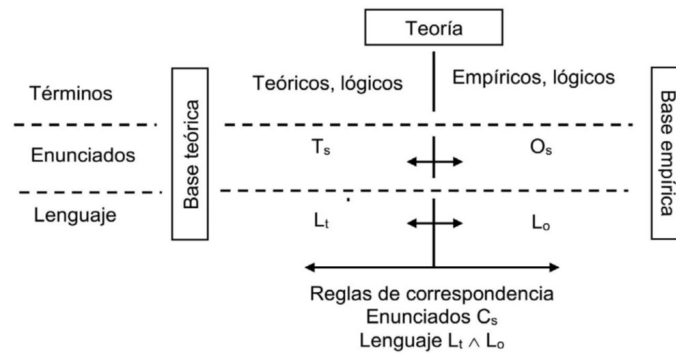 Teoría
Términos
Teóricos, lógicos
Empíricos, lógicos
Base teórica
Base empírica
Enunciados
Tₛ
Oₛ
Lenguaje
Lₜ
Lₒ
Reglas de correspondencia
Enunciados Cₛ
Lenguaje Lₜ ∧ Lₒ